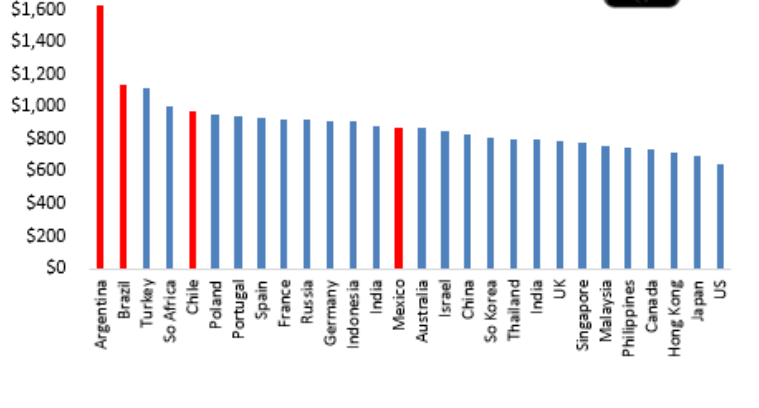 $1,600
$1,400
$1,200
$1,000
$800
$600
$400
$200
$0
Argentina
Brazil
Turkey
So Africa
Chile
Poland
Portugal
Spain
France
Russia
Germany
Indonesia
India
Mexico
Australia
Israel
China
So Korea
Thailand
India
UK
Singapore
Malaysia
Philippines
Canada
Hong Kong
Japan
US